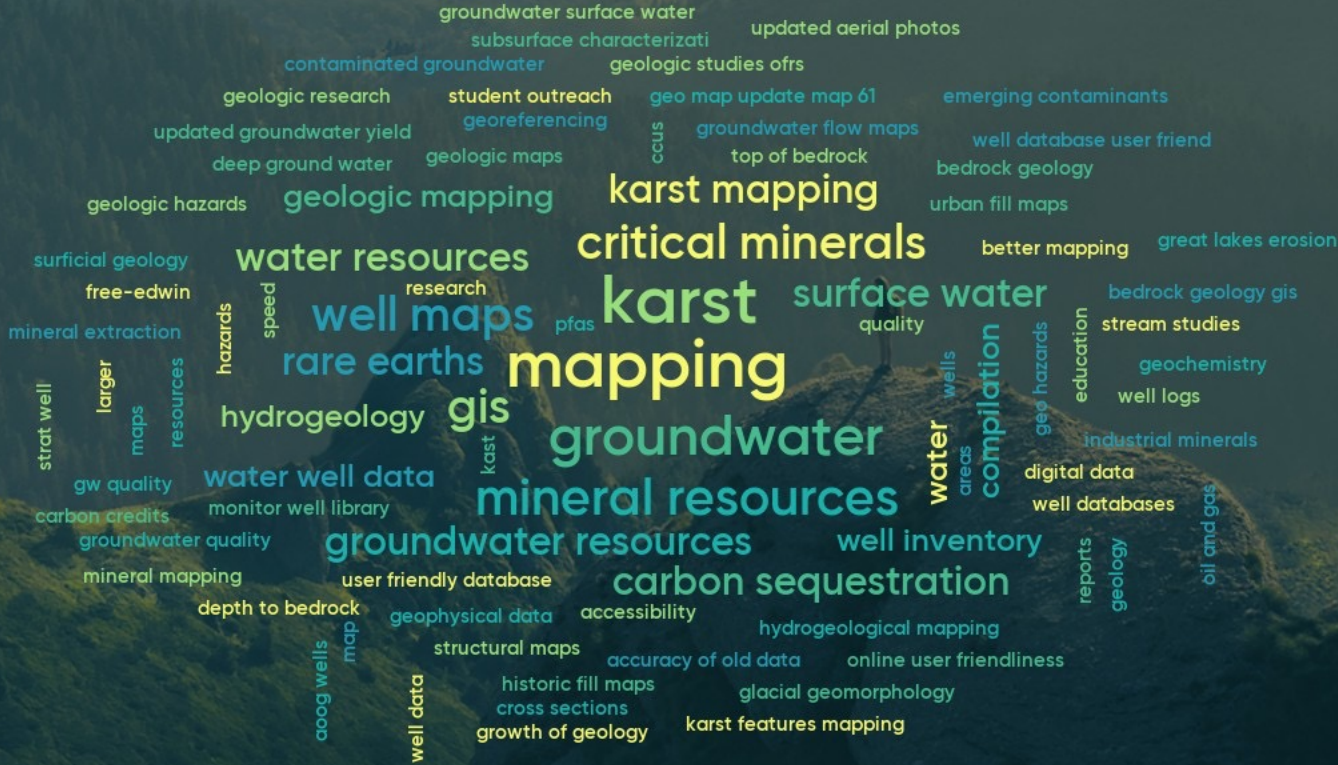 groundwater surface water
updated aerial photos
subsurface characterizati
contaminated groundwater
geologic studies ofrs
geologic research
student outreach
geo map update map 61
emerging contaminants
georeferencing
updated groundwater yield
ccus
groundwater flow maps
well database user friend
deep ground water
geologic maps
top of bedrock
bedrock geology
geologic mapping
karst mapping
geologic hazards
urban fill maps
critical minerals
better mapping
great lakes erosion
surficial geology
water resources
free-edwin
research
karst
surface water
bedrock geology gis
hazards
speed
well maps
pfas
quality
stream studies
mineral extraction
rare earths
mapping
wells
compilation
geo hazards
education
geochemistry
strat well
larger
maps
resources
hydrogeology
gis
well logs
kast
groundwater
water
areas
industrial minerals
gw quality
water well data
mineral resources
digital data
carbon credits
monitor well library
well databases
oil and gas
groundwater quality
groundwater resources
well inventory
reports
geology
mineral mapping
user friendly database
carbon sequestration
depth to bedrock
geophysical data
accessibility
map
hydrogeological mapping
aoog wells
structural maps
accuracy of old data
online user friendliness
well data
historic fill maps
glacial geomorphology
cross sections
growth of geology
karst features mapping